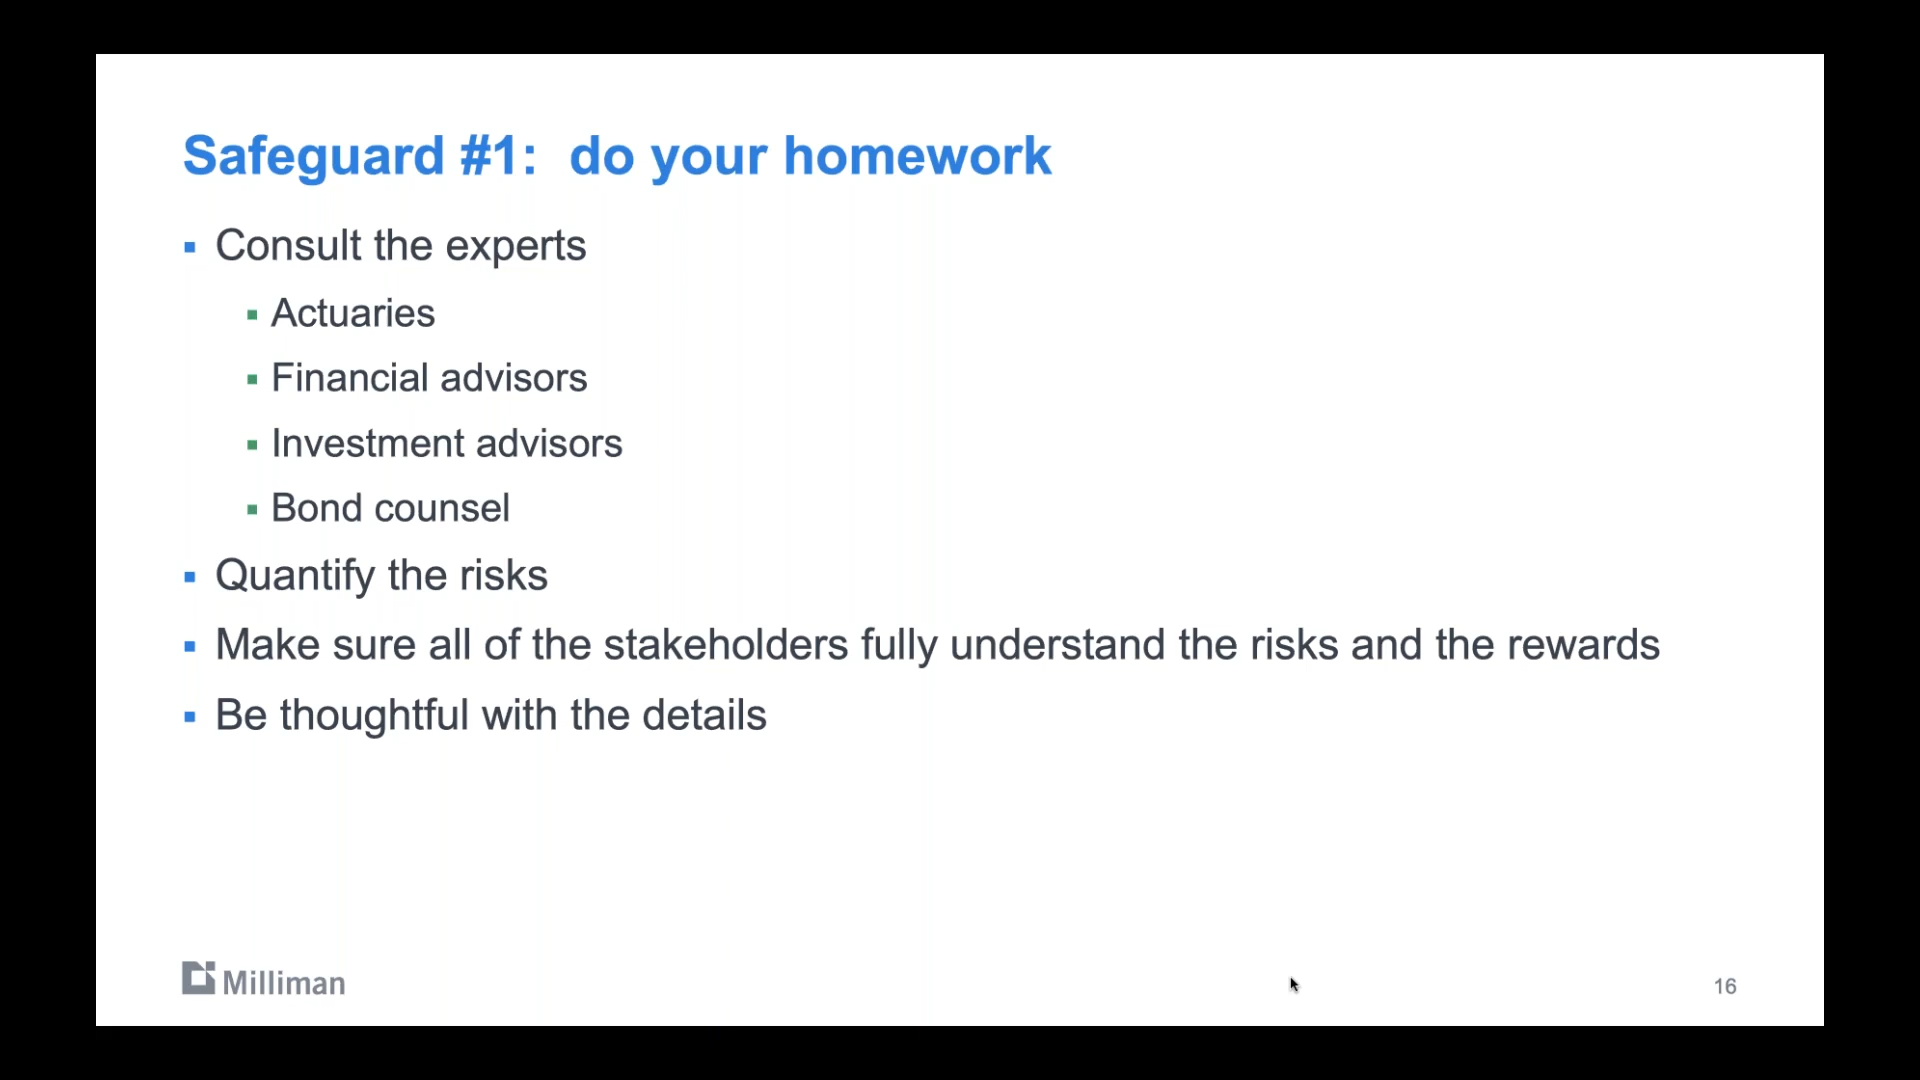 Safeguard #1:  do your homework
Consult the experts
Actuaries
Financial advisors
Investment advisors
Bond counsel
Quantify the risks
Make sure all of the stakeholders fully understand the risks and the rewards
Be thoughtful with the details
Milliman
16